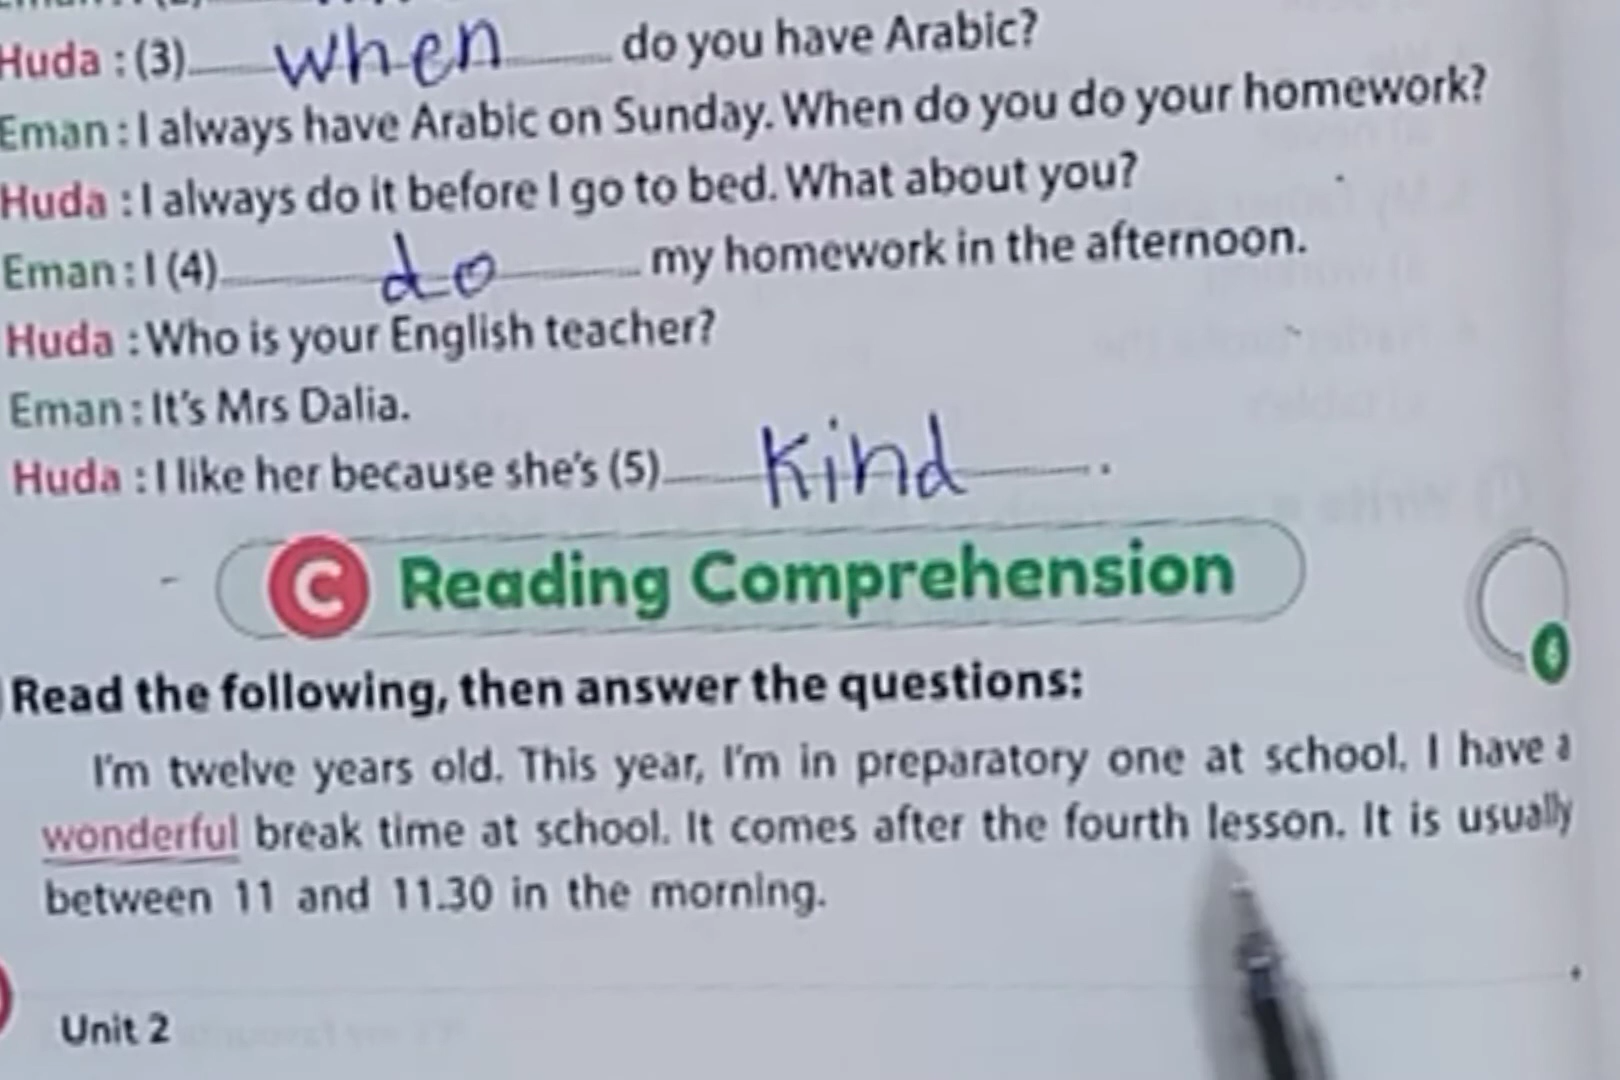 Huda : (3) when do you have Arabic?
Eman : I always have Arabic on Sunday. When do you do your homework?
Huda : I always do it before I go to bed. What about you?
Eman : I (4) do my homework in the afternoon.
Huda : Who is your English teacher?
Eman : It's Mrs Dalia.
Huda : I like her because she's (5) kind .
C Reading Comprehension
Read the following, then answer the questions:
I'm twelve years old. This year, I'm in preparatory one at school. I have a
wonderful break time at school. It comes after the fourth lesson. It is usually
between 11 and 11.30 in the morning.
Unit 2